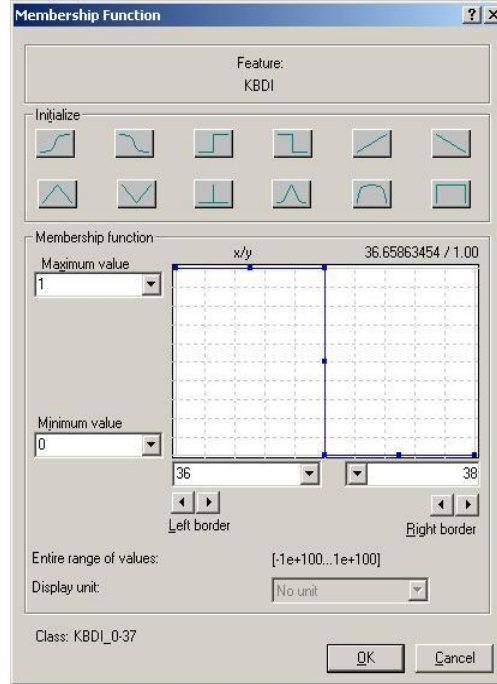 Membership Function
Feature:
KBDI
Initialize
Membership function
x/y 36.65863454 / 1.00
Maximum value
1
Minimum value
0
36 38
Left border
Right border
Entire range of values: [-1e+100...1e+100]
Display unit: No unit
Class: KBDI_0-37
OK Cancel